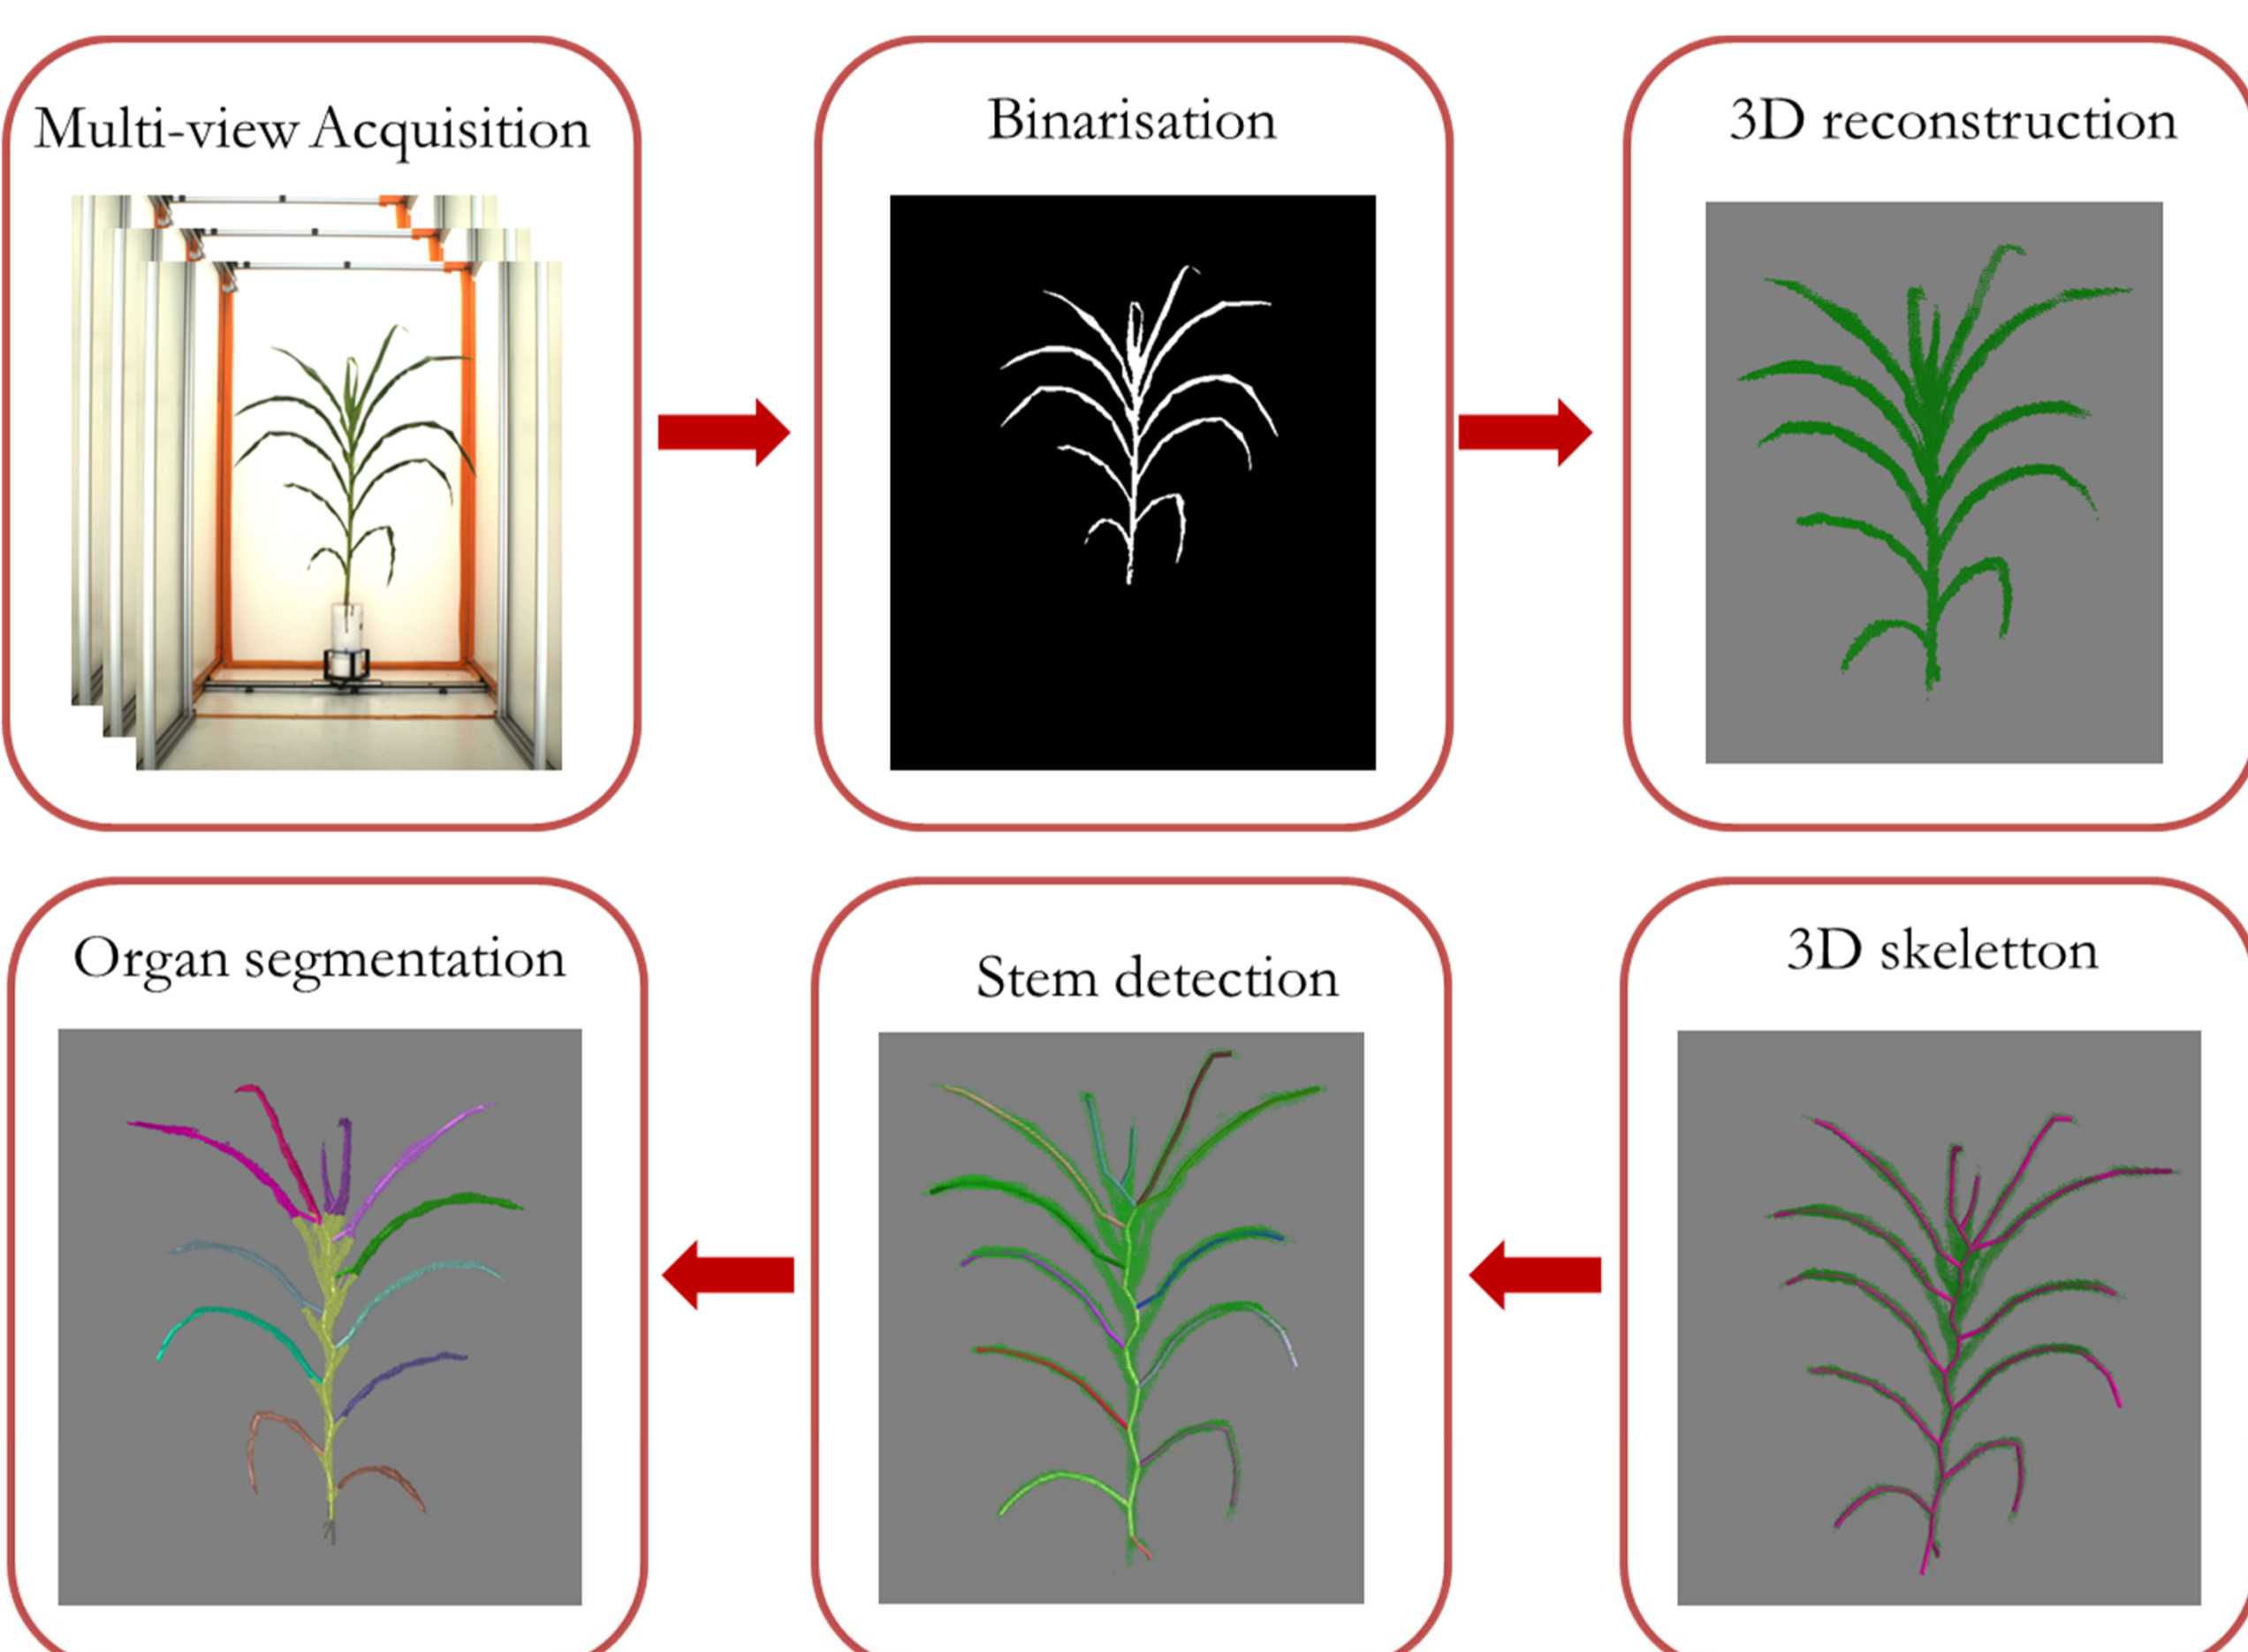 Multi-view Acquisition
Binarisation
3D reconstruction
Organ segmentation
Stem detection
3D skeletton